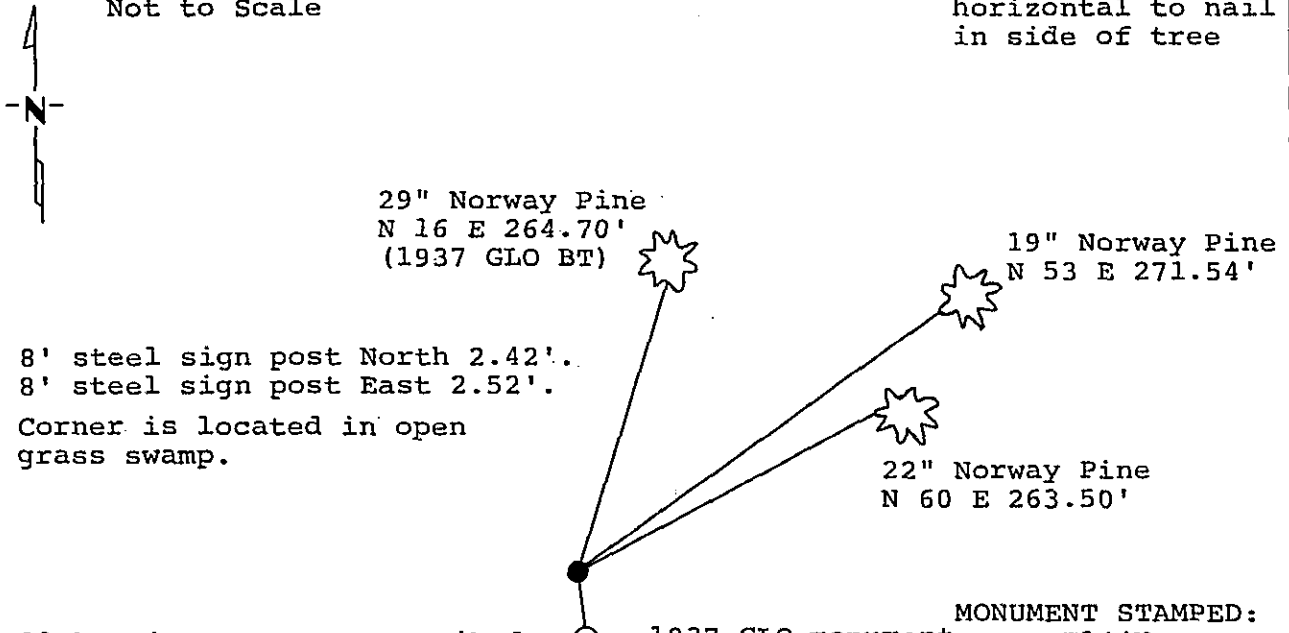 Not to Scale
horizontal to nail
in side of tree
-N-
29" Norway Pine
N 16 E 264.70'
(1937 GLO BT)
19" Norway Pine
N 53 E 271.54'
8' steel sign post North 2.42'.
8' steel sign post East 2.52'.
Corner is located in open
grass swamp.
22" Norway Pine
N 60 E 263.50'
MONUMENT STAMPED:
1937 GLO monument